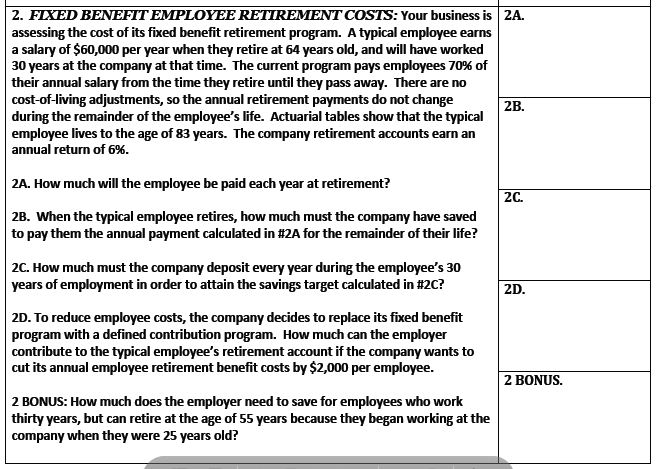 2. FIXED BENEFIT EMPLOYEE RETIREMENT COSTS: Your business is
assessing the cost of its fixed benefit retirement program. A typical employee earns
a salary of $60,000 per year when they retire at 64 years old, and will have worked
30 years at the company at that time. The current program pays employees 70% of
their annual salary from the time they retire until they pass away. There are no
cost-of-living adjustments, so the annual retirement payments do not change
during the remainder of the employee's life. Actuarial tables show that the typical
employee lives to the age of 83 years. The company retirement accounts earn an
annual return of 6%.
2A. How much will the employee be paid each year at retirement?
2B. When the typical employee retires, how much must the company have saved
to pay them the annual payment calculated in #2A for the remainder of their life?
2C. How much must the company deposit every year during the employee's 30
years of employment in order to attain the savings target calculated in #2C?
2D. To reduce employee costs, the company decides to replace its fixed benefit
program with a defined contribution program. How much can the employer
contribute to the typical employee's retirement account if the company wants to
cut its annual employee retirement benefit costs by $2,000 per employee.
2 BONUS: How much does the employer need to save for employees who work
thirty years, but can retire at the age of 55 years because they began working at the
company when they were 25 years old?
2A.
2B.
2C.
2D.
2 BONUS.